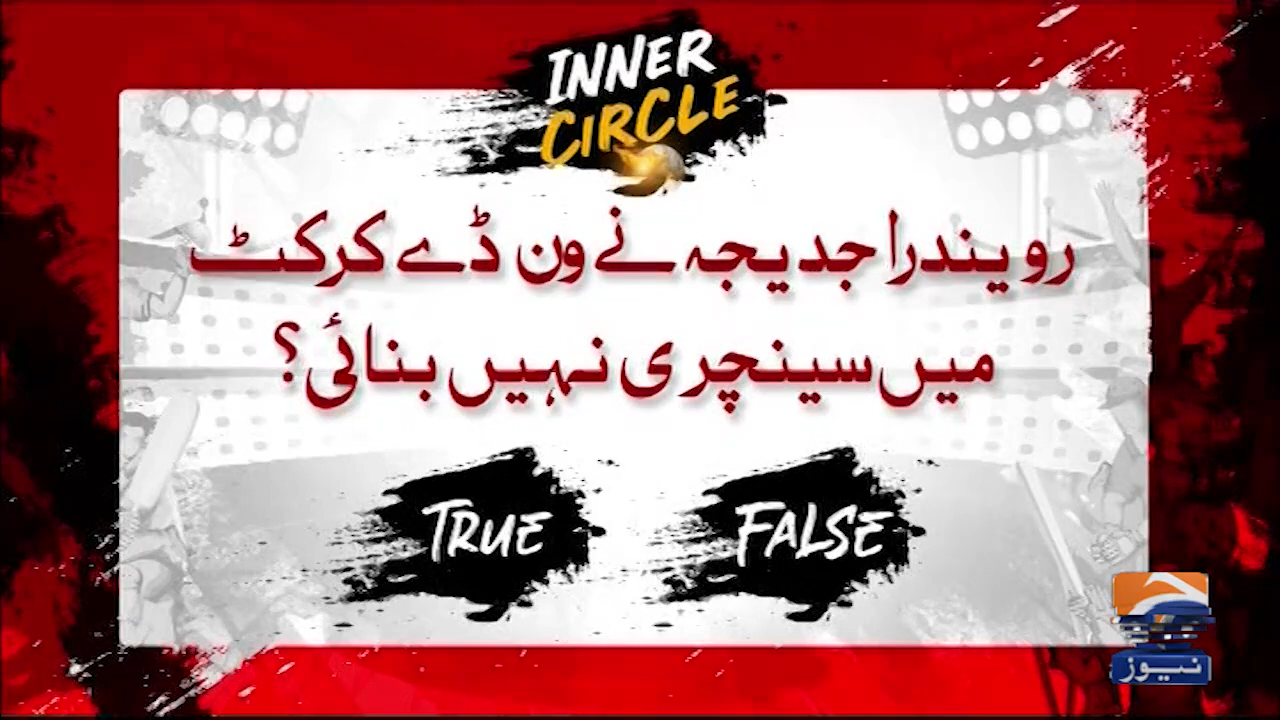 INNER
CIRCLE
رویندرا جدیجہ نے ون ڈے کرکٹ
میں سینچری نہیں بنائی؟
TRUE FALSE
نیوز